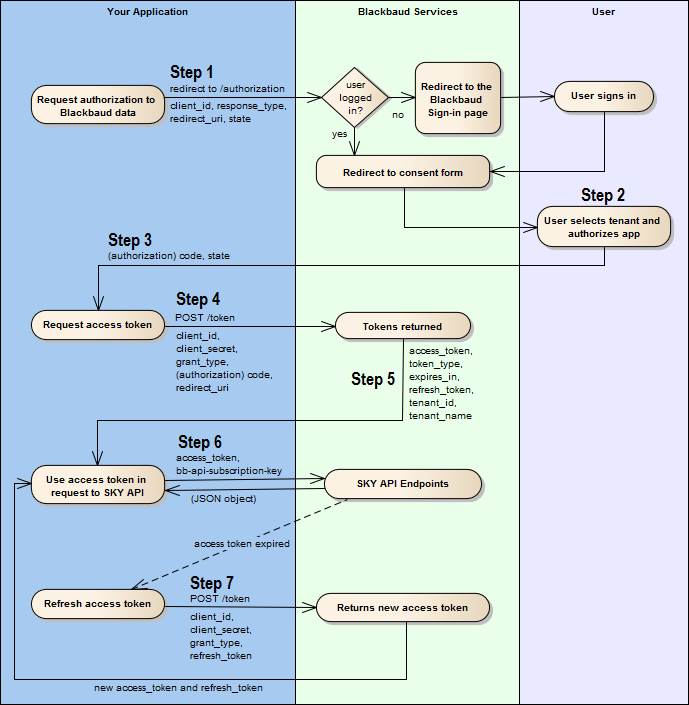 Your Application
Blackbaud Services
User
Step 1
redirect to /authorization
client_id, response_type,
redirect_uri, state
Request authorization to
Blackbaud data
user
logged
in?
no
yes
Redirect to the
Blackbaud
Sign-in page
User signs in
Redirect to consent form
Step 2
User selects tenant and
authorizes app
Step 3
(authorization) code, state
Request access token
Step 4
POST /token
client_id,
client_secret,
grant_type,
(authorization) code,
redirect_uri
Tokens returned
Step 5
access_token,
token_type,
expires_in,
refresh_token,
tenant_id,
tenant_name
Step 6
access_token,
bb-api-subscription-key
Use access token in
request to SKY API
(JSON object)
SKY API Endpoints
access token expired
Refresh access token
Step 7
POST /token
client_id,
client_secret,
grant_type,
refresh_token
Returns new access token
new access_token and refresh_token